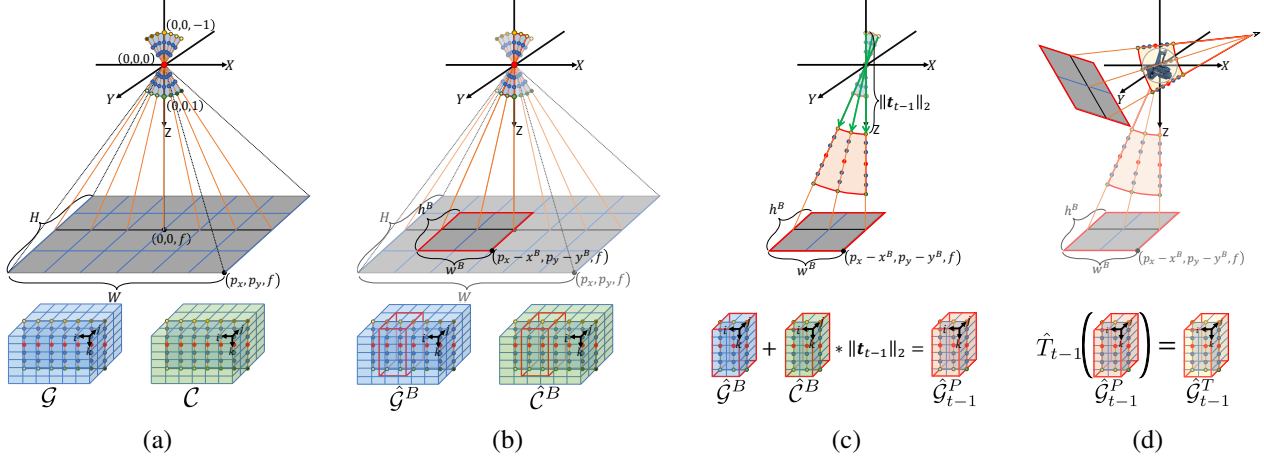 (0,0,−1)
(0,0,0)
X
Y
(0,0,1)
Z
H
(0,0,f)
(p_x, p_y, f)
W
i
j
k
i
j
k
𝒢
𝒞
(a)
X
Y
Z
H
h^B
w^B
(p_x − x^B, p_y − y^B, f)
(p_x, p_y, f)
W
i
j
k
i
j
k
𝒢̂^B
𝒞̂^B
(b)
X
Y
‖t_{t−1}‖_2
Z
h^B
w^B
(p_x − x^B, p_y − y^B, f)
i
j
k
+
i
j
k
* ‖t_{t−1}‖_2 =
i
j
k
𝒢̂^B
𝒞̂^B
𝒢̂^P_{t−1}
(c)
X
Y
Z
h^B
w^B
(p_x − x^B, p_y − y^B, f)
T̂_{t−1}
(
i
j
k
) =
i
j
k
𝒢̂^P_{t−1}
𝒢̂^T_{t−1}
(d)